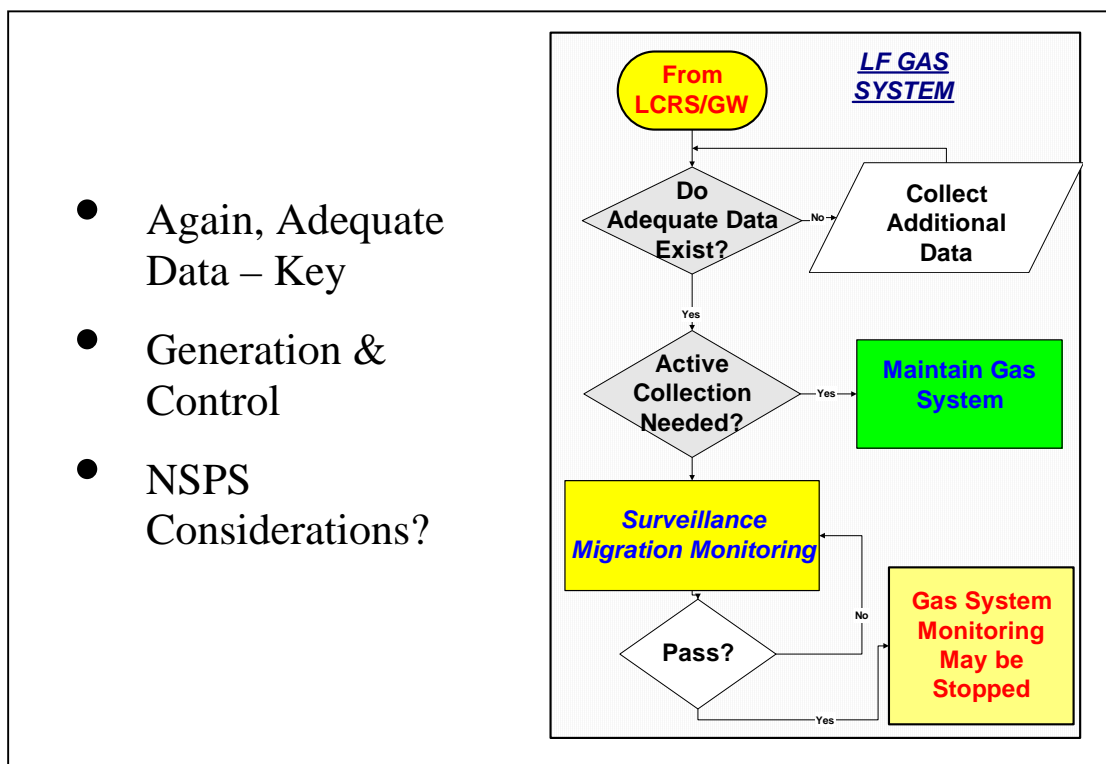 • Again, Adequate
Data – Key
• Generation &
Control
• NSPS
Considerations?
LF GAS
SYSTEM
From
LCRS/GW
Do
Adequate Data
Exist?
No
Collect
Additional
Data
Yes
Active
Collection
Needed?
Yes
Maintain Gas
System
Surveillance
Migration Monitoring
No
Pass?
Yes
Gas System
Monitoring
May be
Stopped